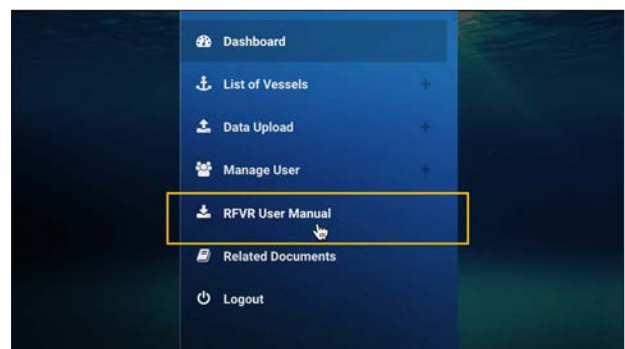 Dashboard
List of Vessels
Data Upload
Manage User
RFVR User Manual
Related Documents
Logout